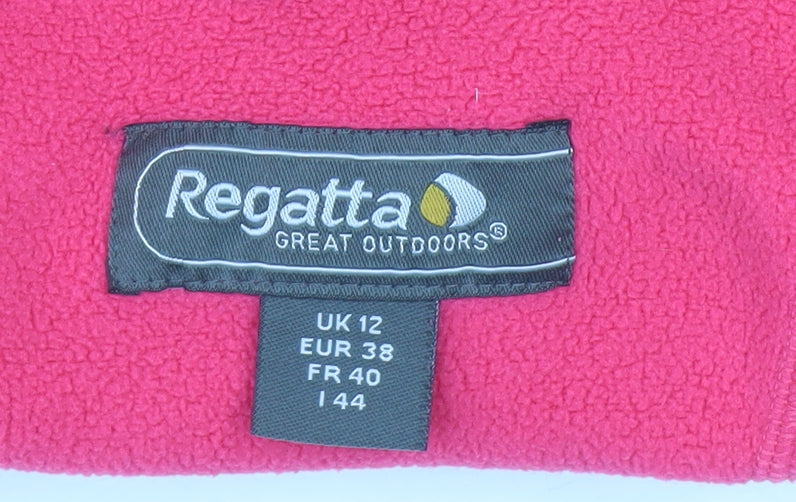 Regatta
GREAT OUTDOORS®
UK 12
EUR 38
FR 40
I 44